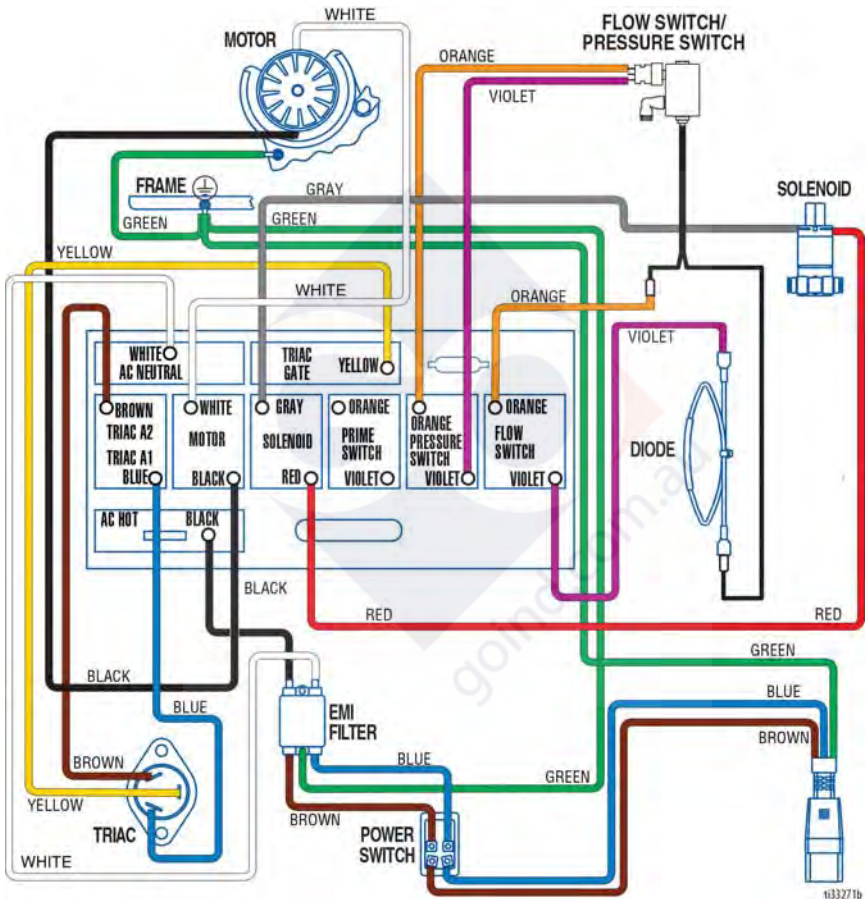 WHITE
MOTOR
FLOW SWITCH/
PRESSURE SWITCH
ORANGE
VIOLET
FRAME
GRAY
SOLENOID
GREEN
GREEN
YELLOW
WHITE
ORANGE
VIOLET
WHITE
AC NEUTRAL
TRIAC
GATE
YELLOW
BROWN
TRIAC A2
TRIAC A1
BLUE
WHITE
MOTOR
BLACK
GRAY
SOLENOID
RED
ORANGE
PRIME
SWITCH
VIOLET
ORANGE
PRESSURE
SWITCH
VIOLET
ORANGE
FLOW
SWITCH
VIOLET
DIODE
AC HOT
BLACK
BLACK
RED
RED
GREEN
BLACK
BLUE
BLUE
EMI
FILTER
BROWN
BLUE
BROWN
GREEN
YELLOW
BROWN
TRIAC
POWER
SWITCH
WHITE
goind.com.au
ti33271b